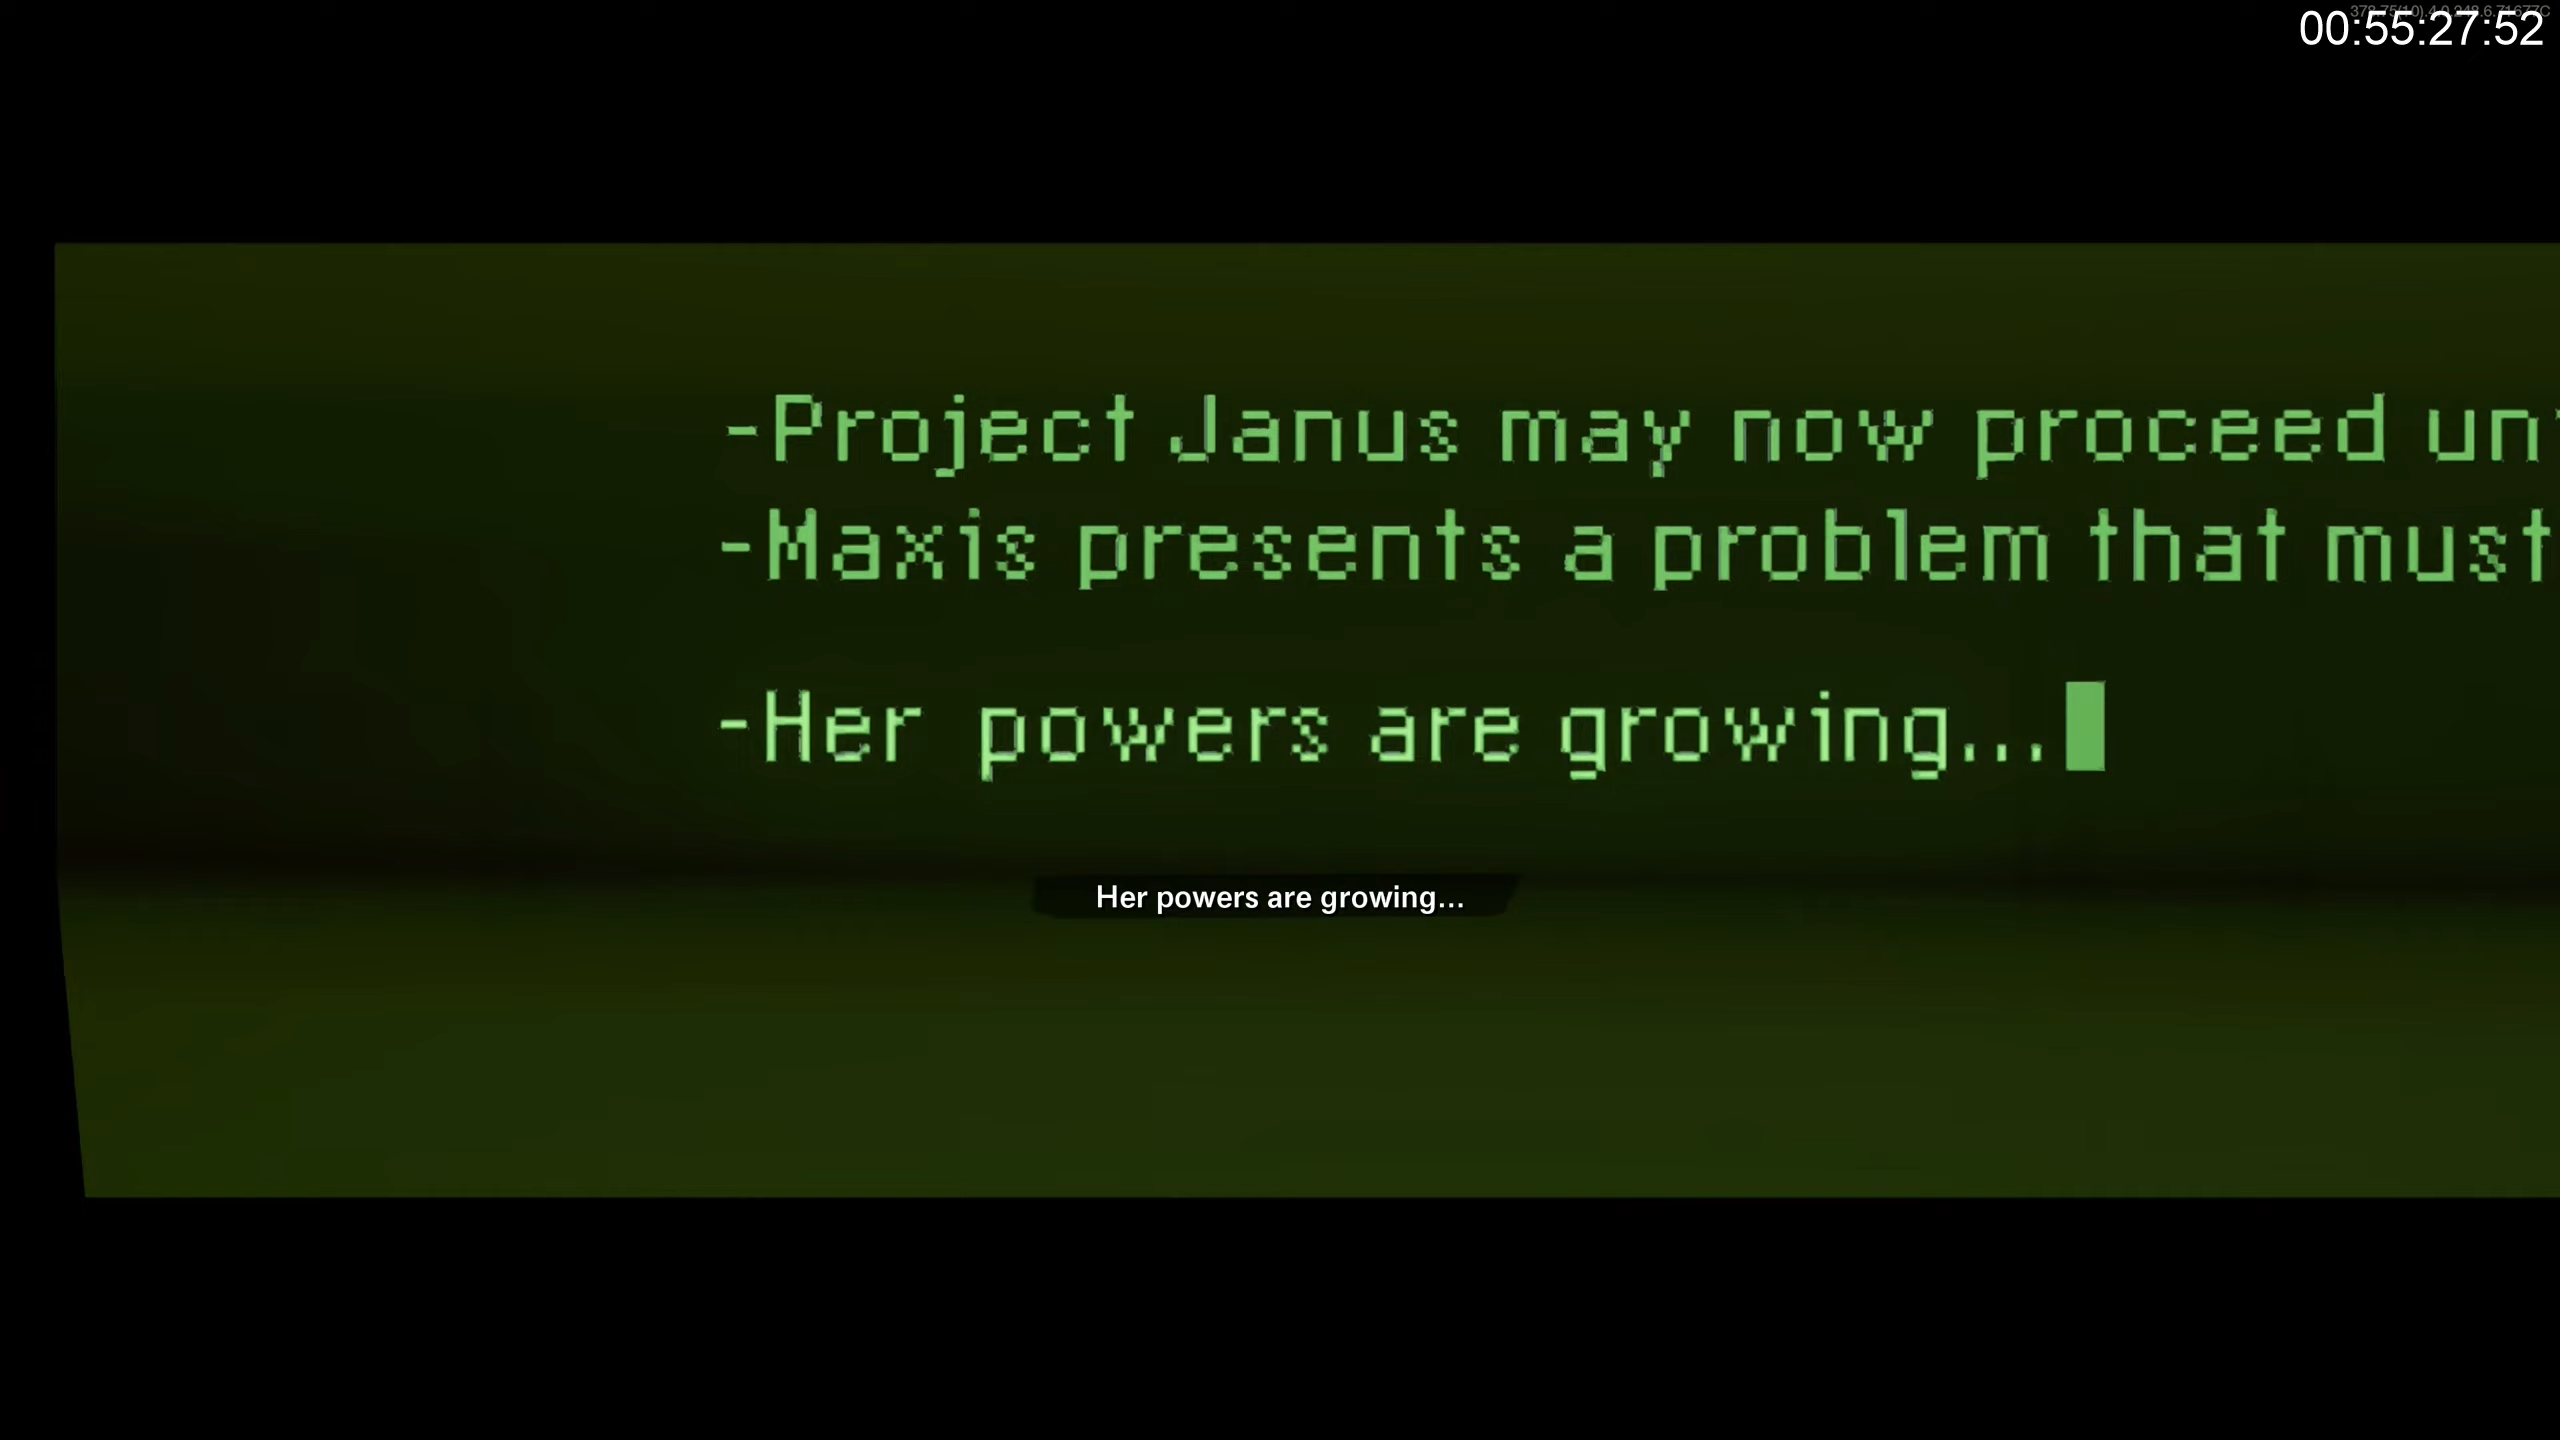 00:55:27:52
-Project Janus may now proceed
-Maxis presents a problem that must
-Her powers are growing...
Her powers are growing...